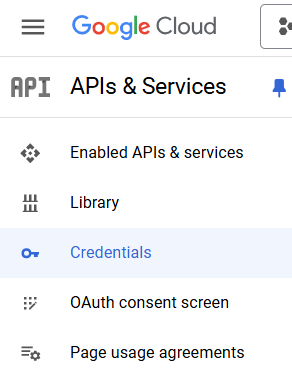 Google Cloud
API APIs & Services
Enabled APIs & services
Library
Credentials
OAuth consent screen
Page usage agreements